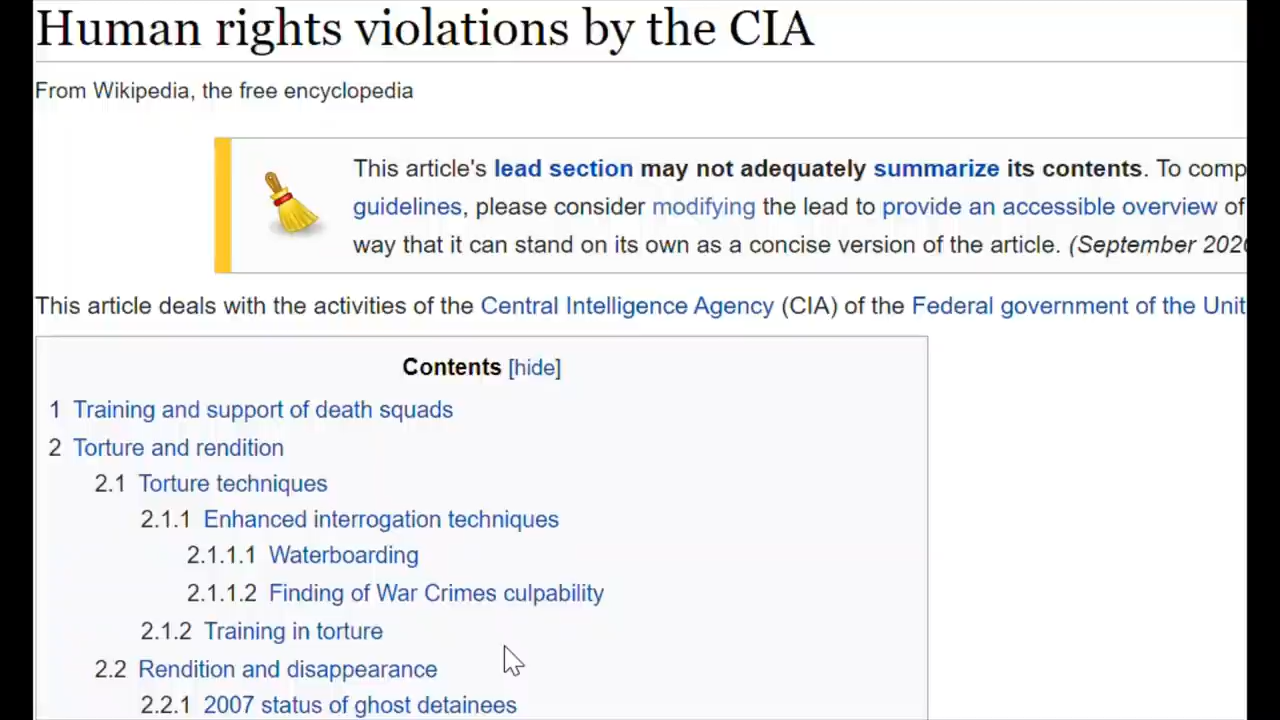 Human rights violations by the CIA
From Wikipedia, the free encyclopedia
This article's lead section may not adequately summarize its contents. To comp
guidelines, please consider modifying the lead to provide an accessible overview of
way that it can stand on its own as a concise version of the article. (September 202
This article deals with the activities of the Central Intelligence Agency (CIA) of the Federal government of the Unit
Contents [hide]
1 Training and support of death squads
2 Torture and rendition
2.1 Torture techniques
2.1.1 Enhanced interrogation techniques
2.1.1.1 Waterboarding
2.1.1.2 Finding of War Crimes culpability
2.1.2 Training in torture
2.2 Rendition and disappearance
2.2.1 2007 status of ghost detainees